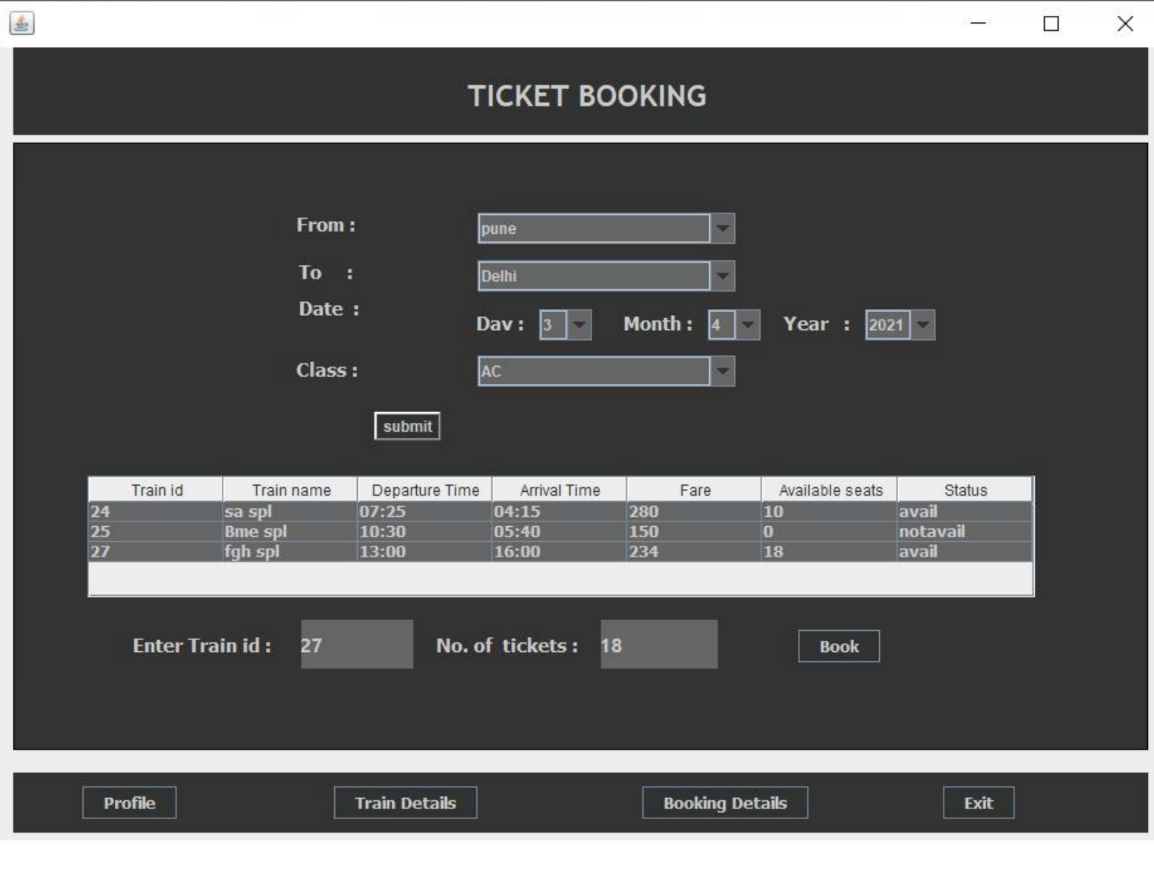 TICKET BOOKING
From :
pune
To :
Delhi
Date :
Dav : 3 Month : 4 Year : 2021
Class :
AC
submit
Train id Train name Departure Time Arrival Time Fare Available seats Status
24 sa spl 07:25 04:15 280 10 avail
25 Bme spl 10:30 05:40 150 0 notavail
27 fgh spl 13:00 16:00 234 18 avail
Enter Train id : 27 No. of tickets : 18 Book
Profile Train Details Booking Details Exit